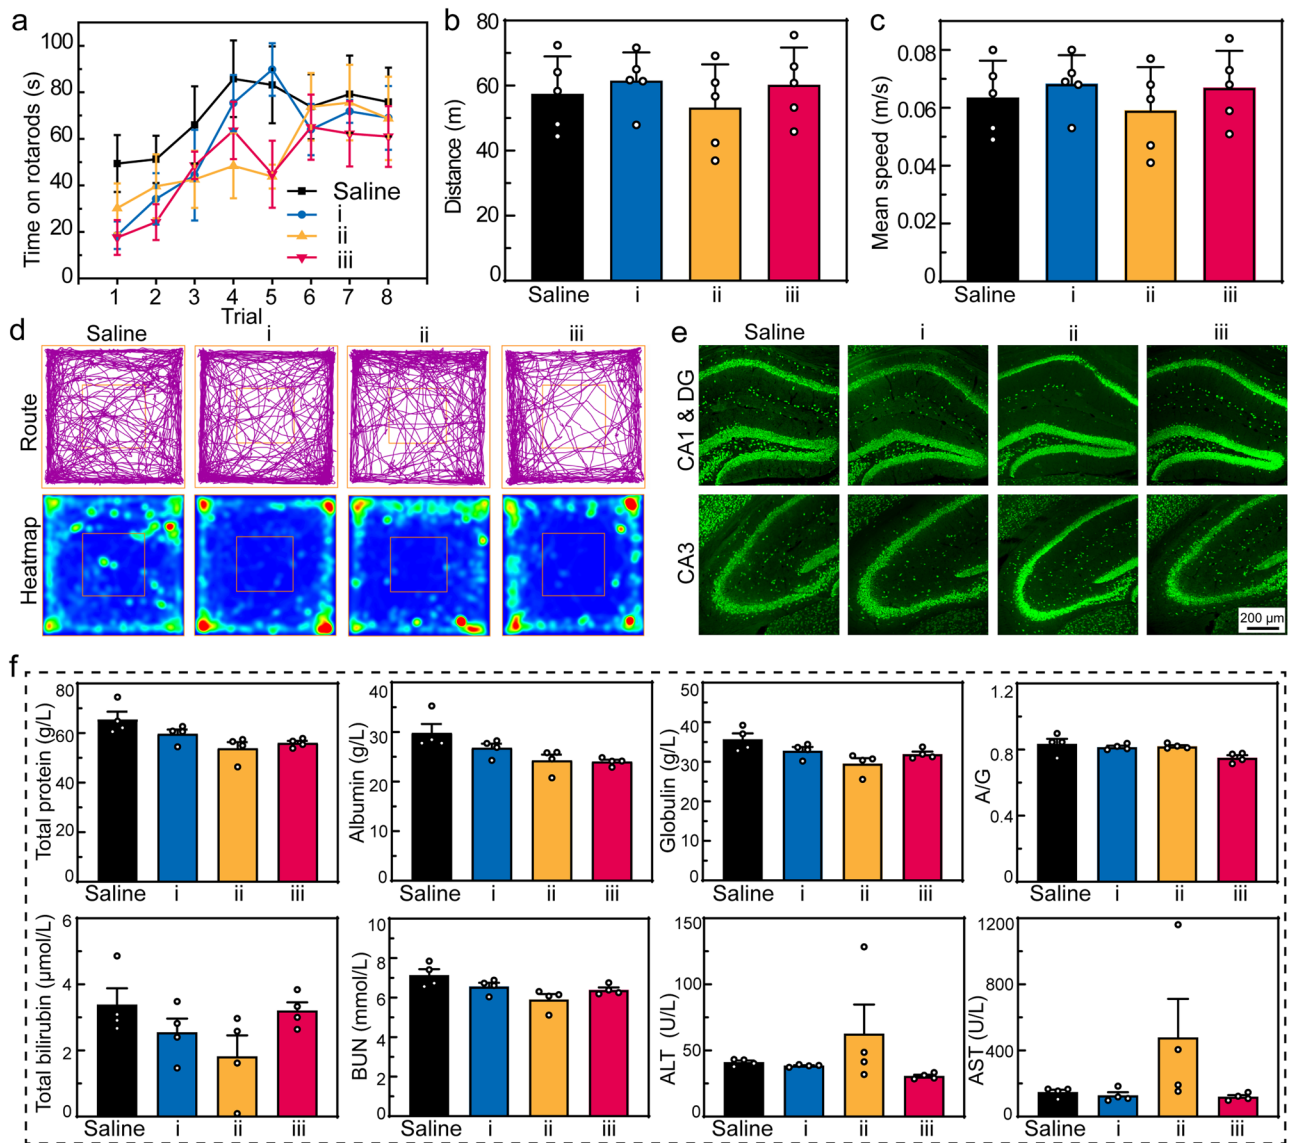 a
Time on rotarods (s)
100
80
60
40
20
0
1 2 3 4 5 6 7 8
Trial
Saline
i
ii
iii
b
Distance (m)
80
60
40
20
0
Saline i ii iii
c
Mean speed (m/s)
0.08
0.06
0.04
0.02
0
Saline i ii iii
d
Saline i ii iii
Route
Heatmap
e
Saline i ii iii
CA1 & DG
CA3
200 µm
f
Total protein (g/L)
80
60
40
20
0
Saline i ii iii
Albumin (g/L)
40
30
20
10
0
Saline i ii iii
Globulin (g/L)
50
40
30
20
10
0
Saline i ii iii
A/G
1.2
0.8
0.4
0
Saline i ii iii
Total bilirubin (µmol/L)
6
4
2
0
Saline i ii iii
BUN (mmol/L)
10
8
6
4
2
0
Saline i ii iii
ALT (U/L)
150
100
50
0
Saline i ii iii
AST (U/L)
1200
800
400
0
Saline i ii iii